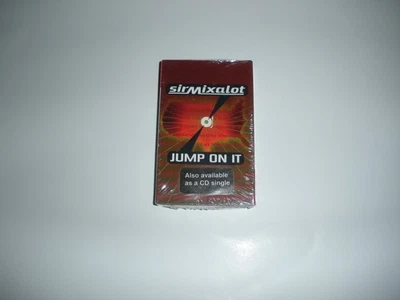 sirMixalot
JUMP ON IT
Also available
as a CD single